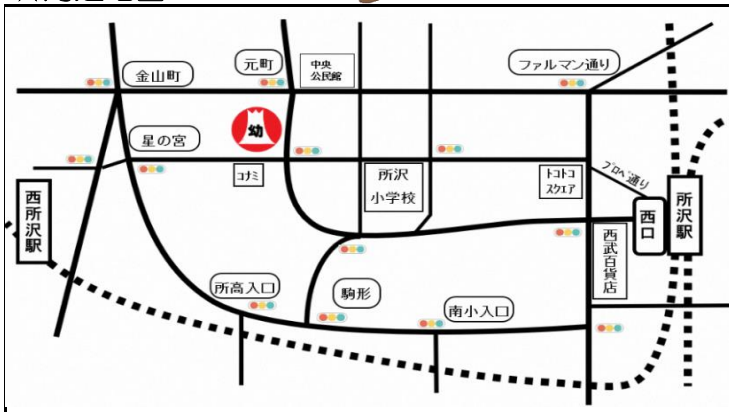 金山町
元町
中央
公民館
ファルマン通り
星の宮
幼
コナミ
所沢
小学校
トコトコ
スクエア
プロペ通り
西所沢駅
西口
所沢駅
西武百貨店
所高入口
駒形
南小入口